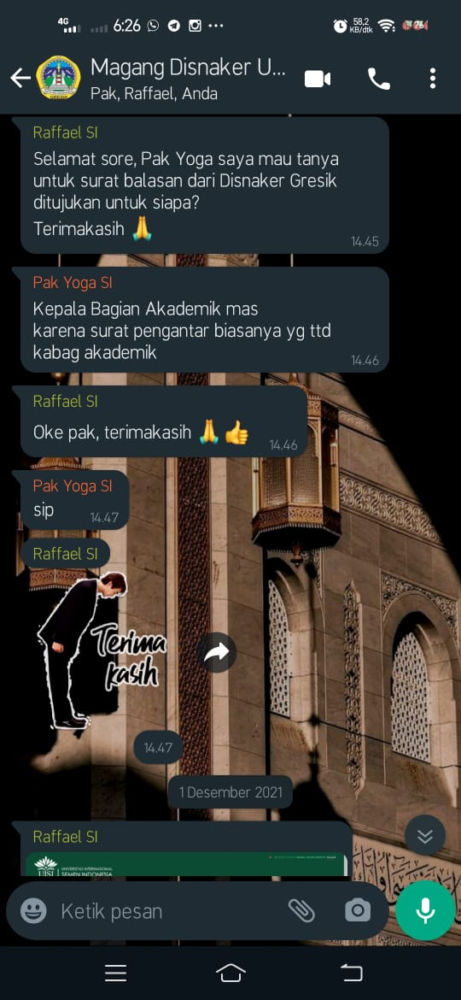 4G
6:26
58,2
KB/dtk
76
Magang Disnaker U...
Pak, Raffael, Anda
Raffael SI
Selamat sore, Pak Yoga saya mau tanya
untuk surat balasan dari Disnaker Gresik
ditujukan untuk siapa?
Terimakasih 🙏
14.45
Pak Yoga SI
Kepala Bagian Akademik mas
karena surat pengantar biasanya yg ttd
kabag akademik
14.46
Raffael SI
Oke pak, terimakasih 🙏👍
14.46
Pak Yoga SI
sip
14.47
Raffael SI
Terima
kasih
14.47
1 Desember 2021
Raffael SI
UISI
UNIVERSITAS INTERNASIONAL
SEMEN INDONESIA
Ketik pesan